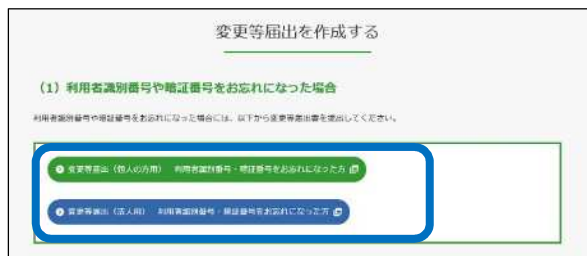 変更等届出を作成する
(1) 利用者識別番号や暗証番号をお忘れになった場合
利用者識別番号や暗証番号をお忘れになった場合には、以下から変更等届出書を提出してください。
変更等届出（個人の方用） 利用者識別番号・暗証番号をお忘れになった方
変更等届出（法人用） 利用者識別番号・暗証番号をお忘れになった方